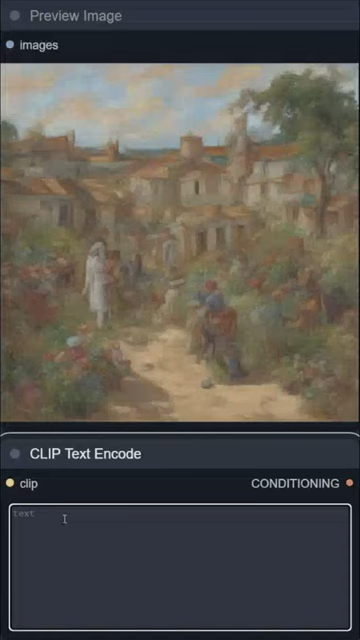 Preview Image
images
CLIP Text Encode
clip
CONDITIONING
text